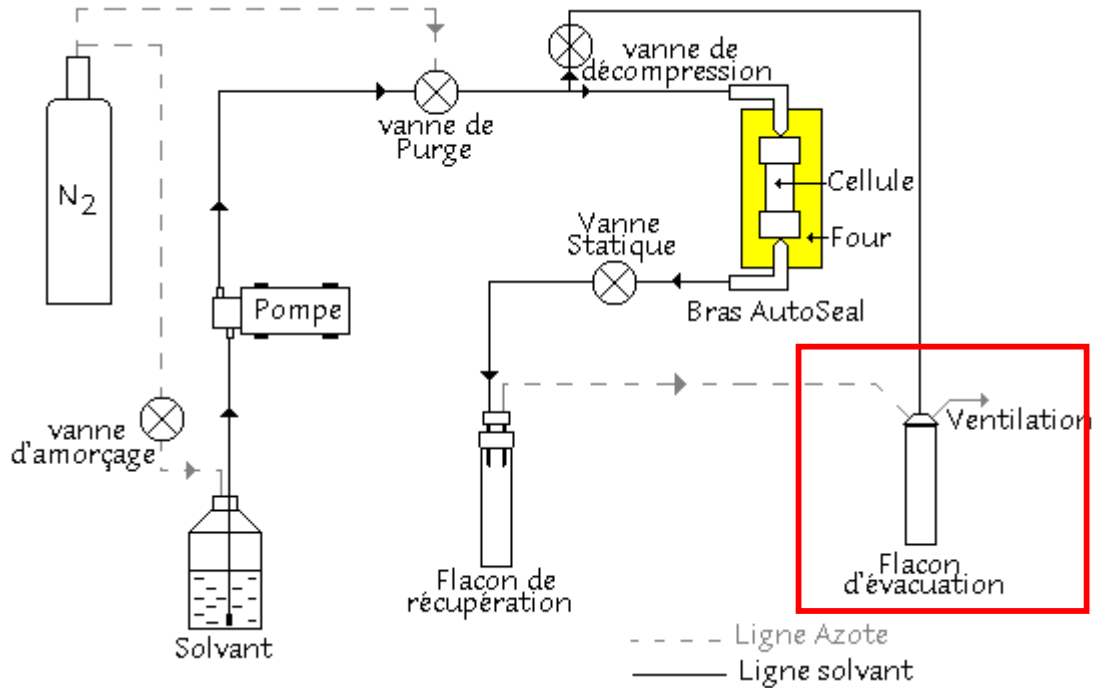 vanne de
décompression
vanne de
Purge
N2
Cellule
Four
Vanne
Statique
Bras AutoSeal
Pompe
vanne
d'amorçage
Ventilation
Flacon de
récupération
Flacon
d'évacuation
Solvant
Ligne Azote
Ligne solvant